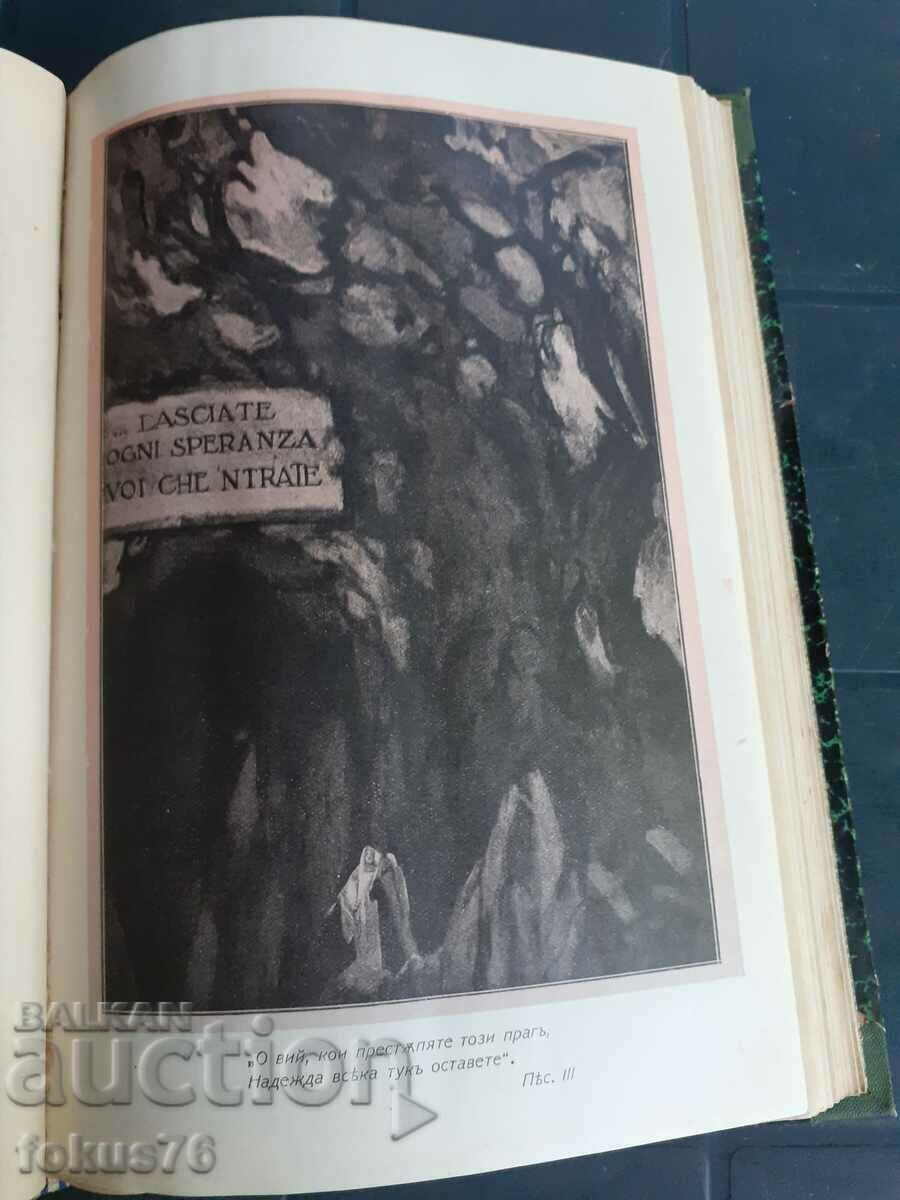 ... LASCIATE
OGNI SPERANZA
VOI CHE NTRATE
„О вий, кои престѫпяте този прагъ,
Надежда всѣка тукъ оставете“.
Пѣс. III
BALKAN
auction
fokus76